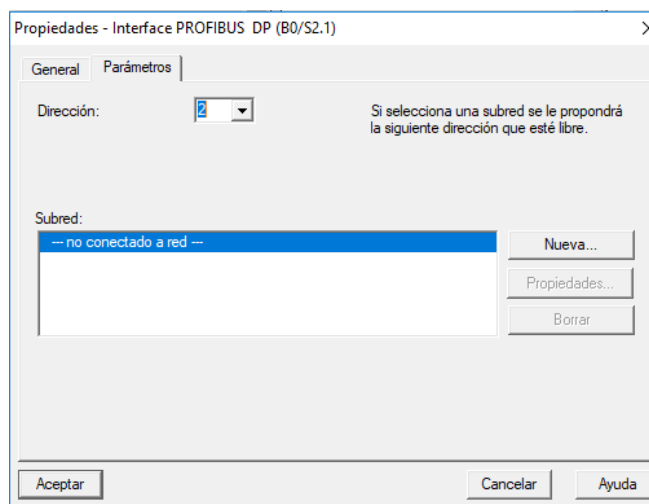 Propiedades - Interface PROFIBUS DP (B0/S2.1)
General
Parámetros
Dirección:
2
Si selecciona una subred se le propondrá
la siguiente dirección que esté libre.
Subred:
--- no conectado a red ---
Nueva...
Propiedades...
Borrar
Aceptar
Cancelar
Ayuda